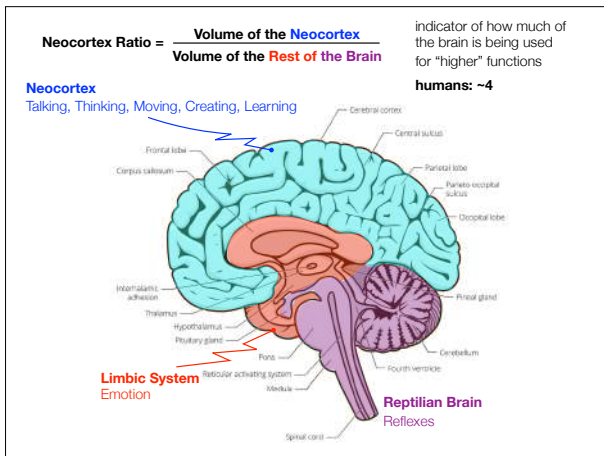 Neocortex Ratio =
Volume of the Neocortex
Volume of the Rest of the Brain
indicator of how much of
the brain is being used
for “higher” functions
humans: ~4
Neocortex
Talking, Thinking, Moving, Creating, Learning
Cerebral cortex
Central sulcus
Frontal lobe
Corpus callosum
Parietal lobe
Parieto occipital
sulcus
Occipital lobe
Interthalamic
adhesion
Thalamus
Hypothalamus
Pituitary gland
Pineal gland
Pons
Cerebellum
Reticular activating system
Fourth ventricle
Medulla
Limbic System
Emotion
Reptilian Brain
Reflexes
Spinal cord